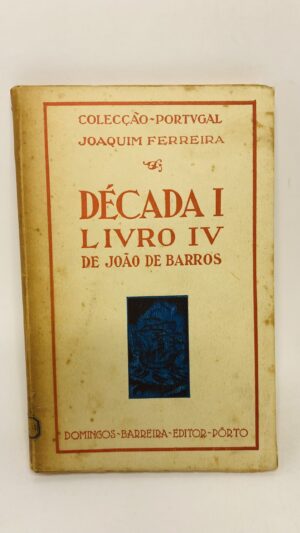 COLECÇÃO-PORTVGAL
JOAQUIM FERREIRA
DÉCADA I
LIVRO IV
DE JOÃO DE BARROS
DOMINGOS-BARREIRA-EDITOR-PÔRTO